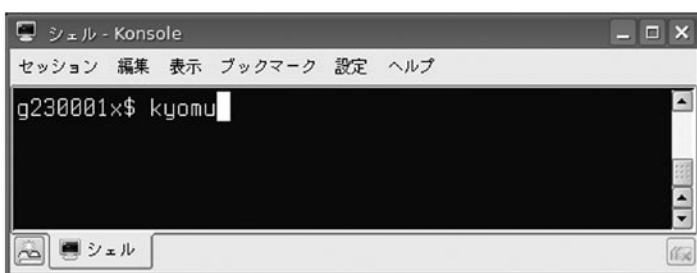 シェル - Konsole
セッション 編集 表示 ブックマーク 設定 ヘルプ
g230001x$ kyomu
シェル